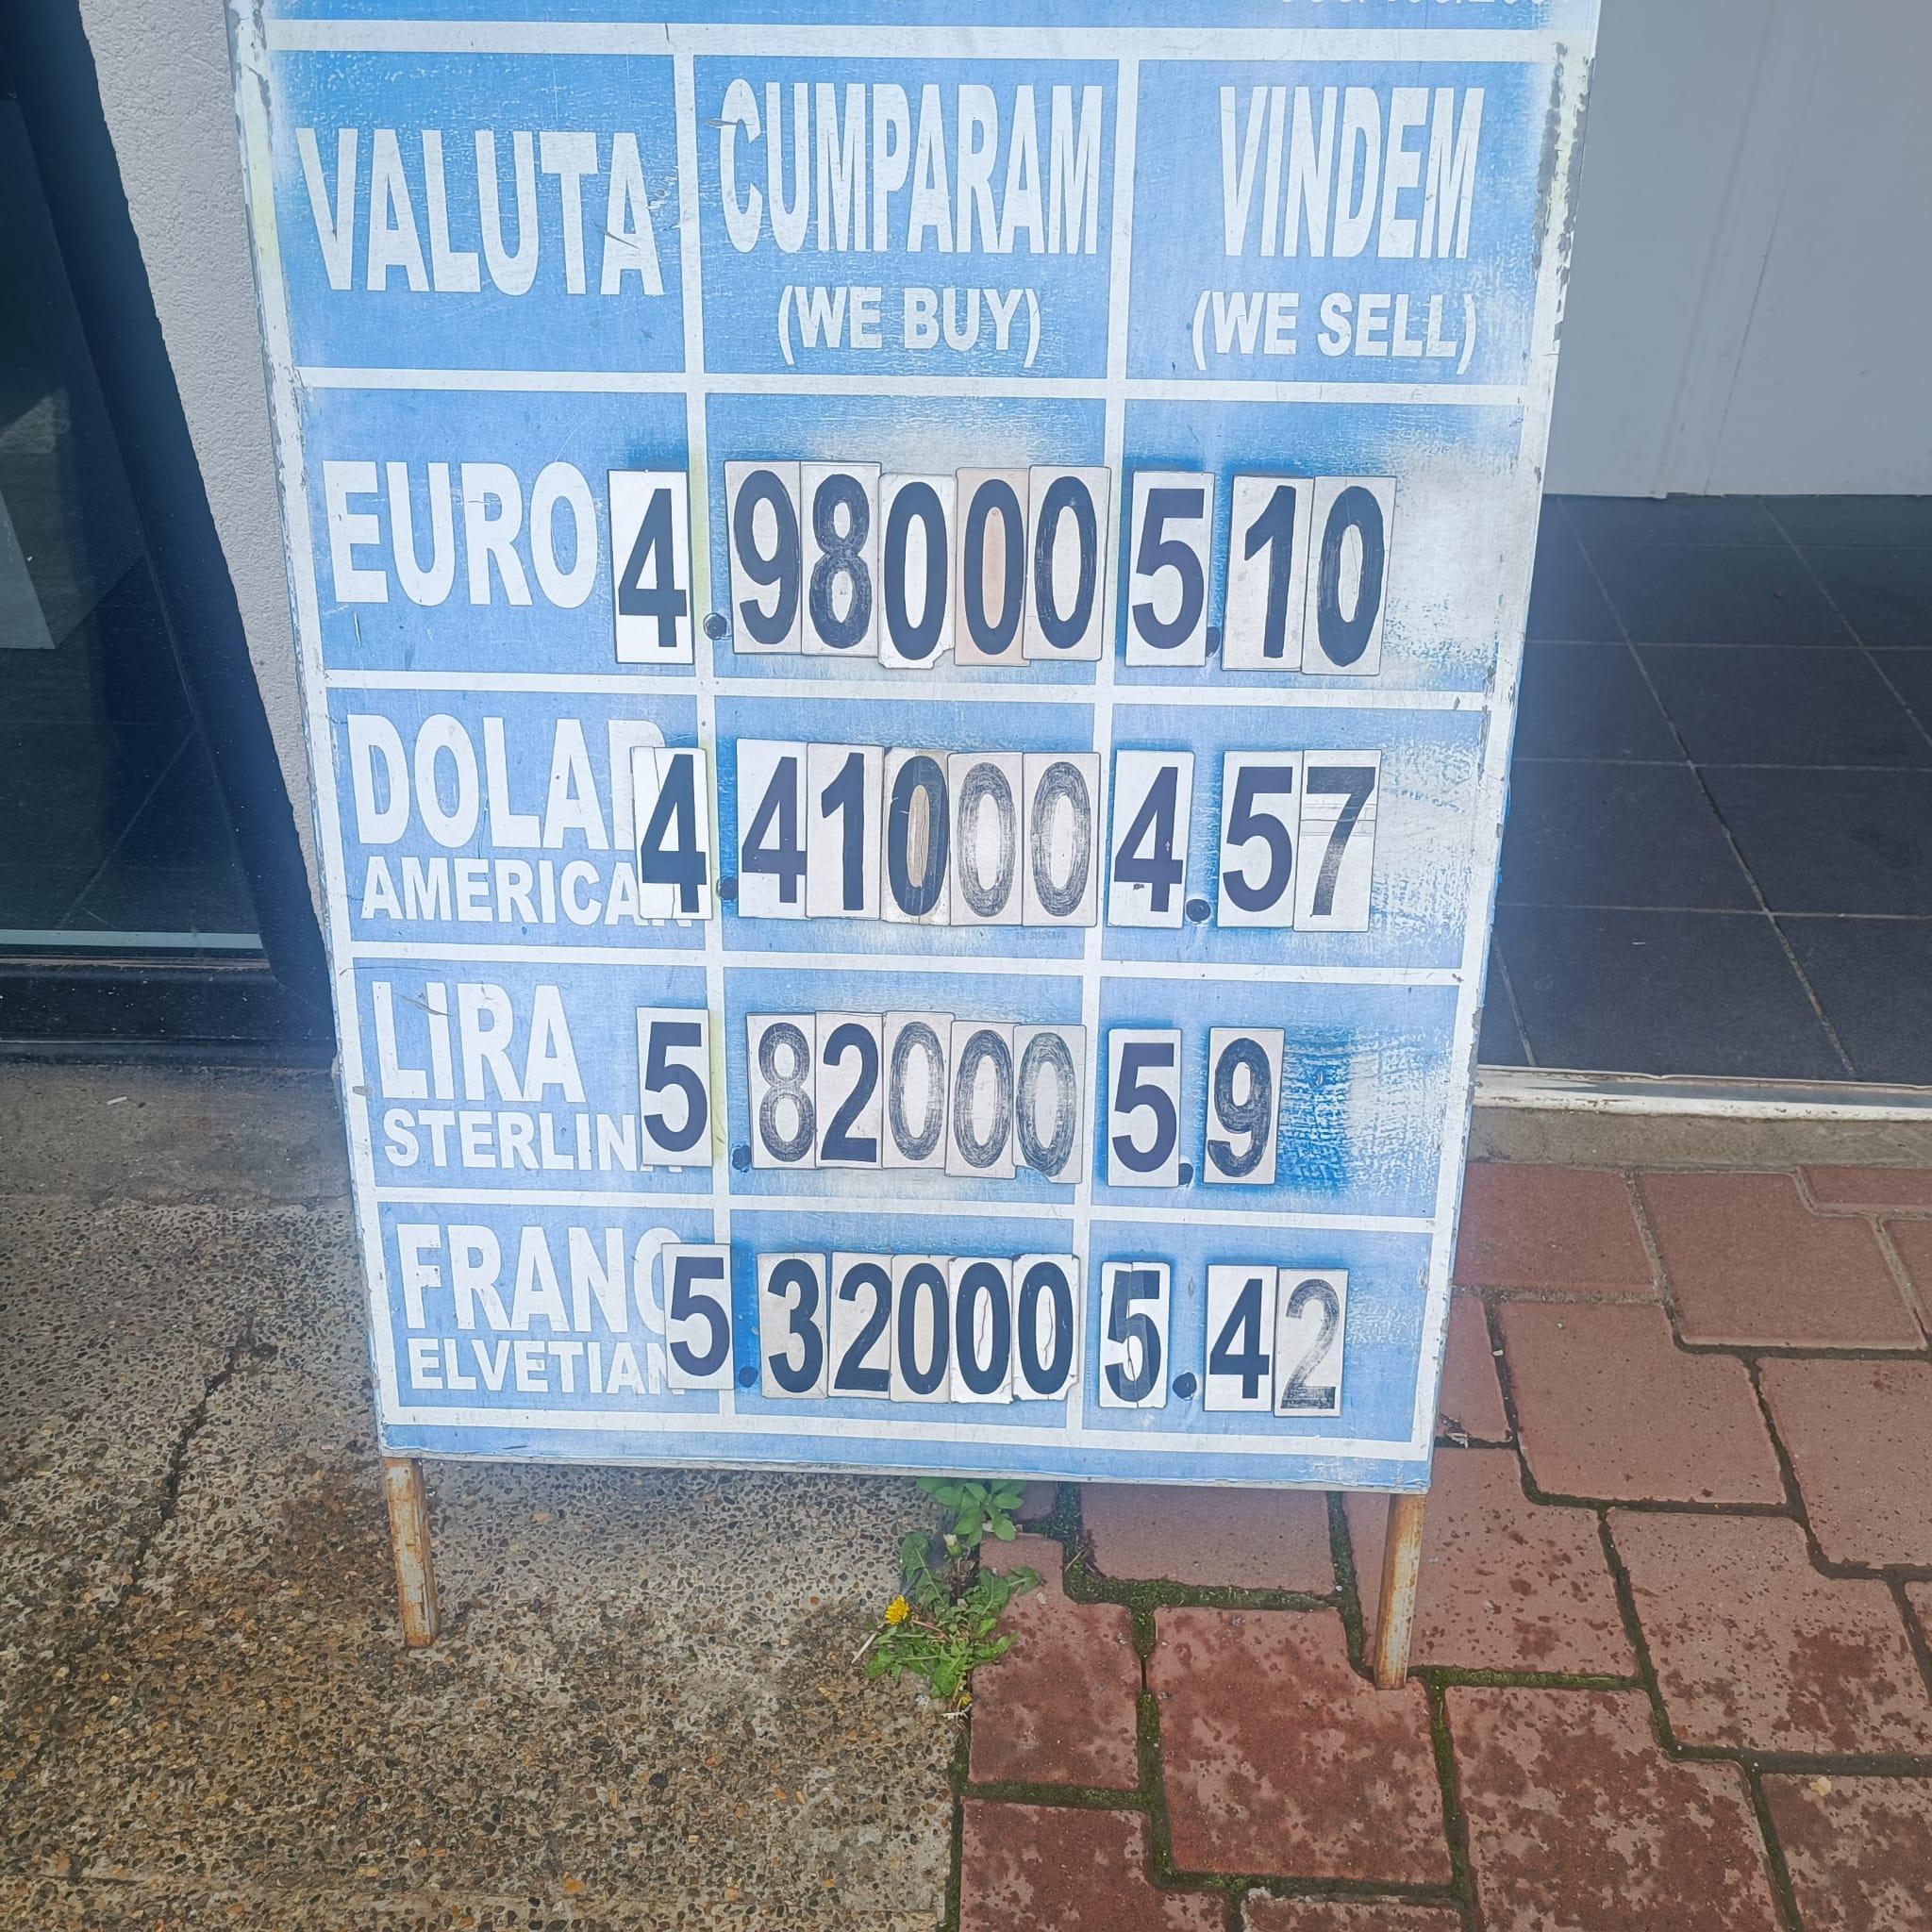 VALUTA CUMPARAM VINDEM
(WE BUY) (WE SELL)
EURO 4.98000 5.10
DOLAR 4.41000 4.57
AMERICAN
LIRA 5.82000 5.9
STERLINA
FRANC 5.32000 5.42
ELVETIAN